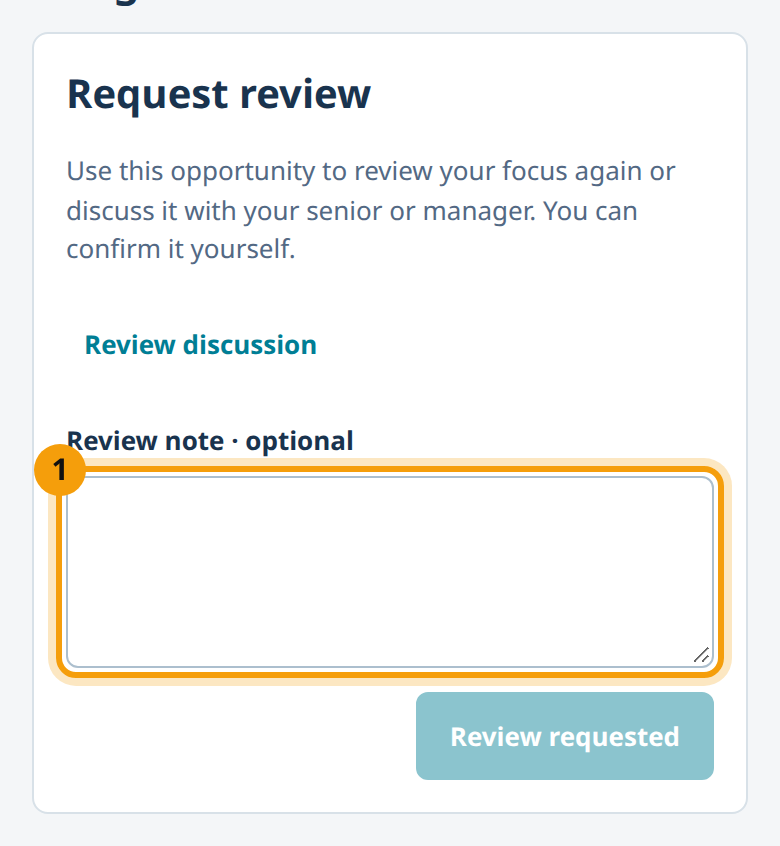 Request review
Use this opportunity to review your focus again or
discuss it with your senior or manager. You can
confirm it yourself.
Review discussion
Review note · optional
1
Review requested